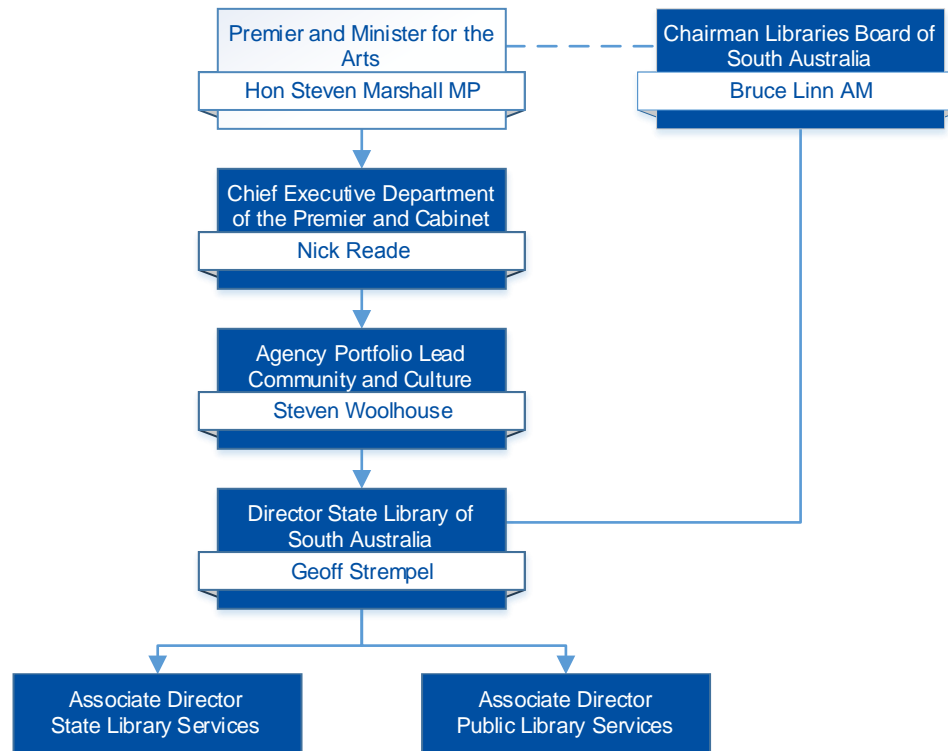 Premier and Minister for the
Arts
Hon Steven Marshall MP
Chairman Libraries Board of
South Australia
Bruce Linn AM
Chief Executive Department
of the Premier and Cabinet
Nick Reade
Agency Portfolio Lead
Community and Culture
Steven Woolhouse
Director State Library of
South Australia
Geoff Strempel
Associate Director
State Library Services
Associate Director
Public Library Services